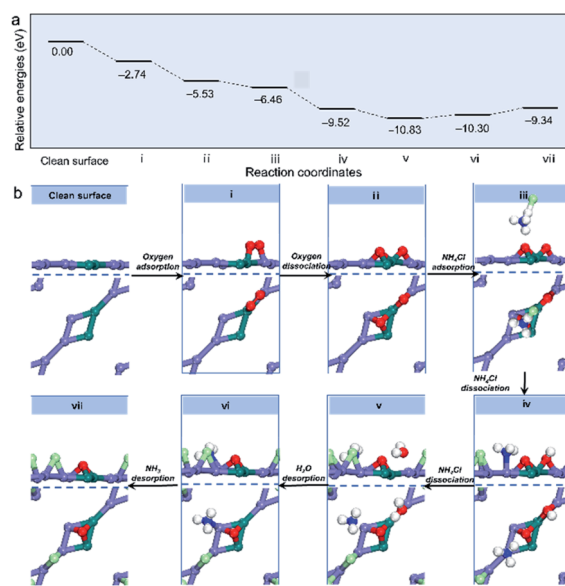 a
Relative energies (eV)
0.00
−2.74
−5.53
−6.46
−9.52
−10.83
−10.30
−9.34
Clean surface i ii iii iv v vi vii
Reaction coordinates
b
Clean surface
i
ii
iii
Oxygen
adsorption
Oxygen
dissociation
NH₄Cl
adsorption
NH₄Cl
dissociation
vii
vi
v
iv
NH₃
desorption
H₂O
desorption
NH₄Cl
dissociation